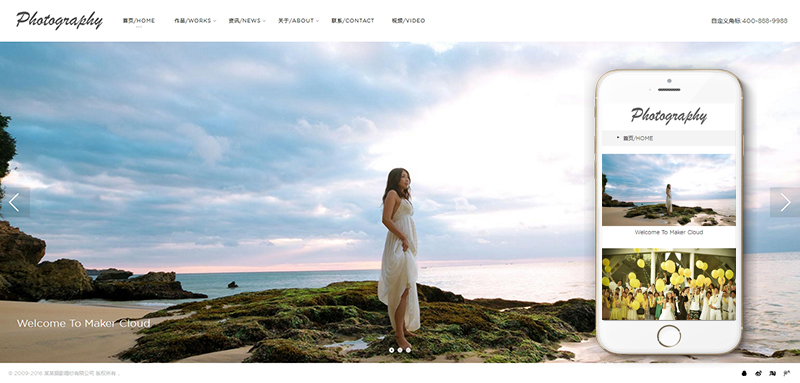 Photography
首页/HOME
作品/WORKS
资讯/NEWS
关于/ABOUT
联系/CONTACT
视频/VIDEO
自定义角标:400-888-9988
Photography
首页/HOME
Welcome To Maker Cloud
Welcome To Maker Cloud
© 2009-2016 某某摄影婚纱有限公司 版权所有.